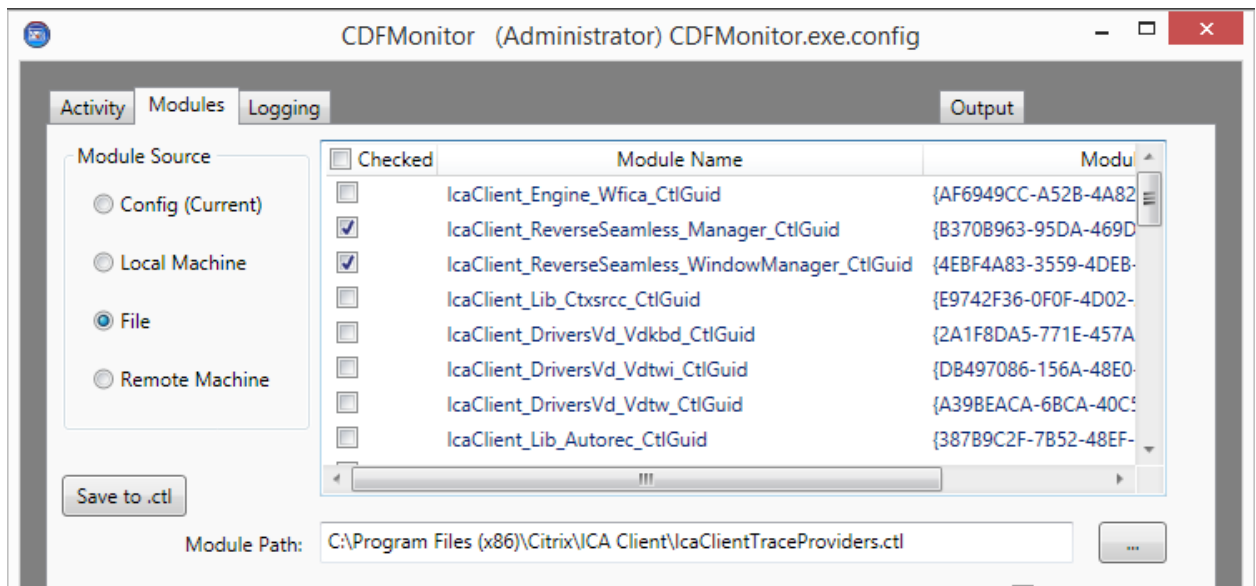 CDFMonitor (Administrator) CDFMonitor.exe.config
Activity Modules Logging Output
Module Source
Config (Current)
Local Machine
File
Remote Machine
Save to .ctl
Checked Module Name Modul
IcaClient_Engine_Wfica_CtlGuid {AF6949CC-A52B-4A82
IcaClient_ReverseSeamless_Manager_CtlGuid {B370B963-95DA-469D
IcaClient_ReverseSeamless_WindowManager_CtlGuid {4EBF4A83-3559-4DEB-
IcaClient_Lib_Ctxsrcc_CtlGuid {E9742F36-0F0F-4D02-
IcaClient_DriversVd_Vdkbd_CtlGuid {2A1F8DA5-771E-457A
IcaClient_DriversVd_Vdtwi_CtlGuid {DB497086-156A-48E0-
IcaClient_DriversVd_Vdtw_CtlGuid {A39BEACA-6BCA-40C5
IcaClient_Lib_Autorec_CtlGuid {387B9C2F-7B52-48EF-
Module Path: C:\Program Files (x86)\Citrix\ICA Client\IcaClientTraceProviders.ctl ...